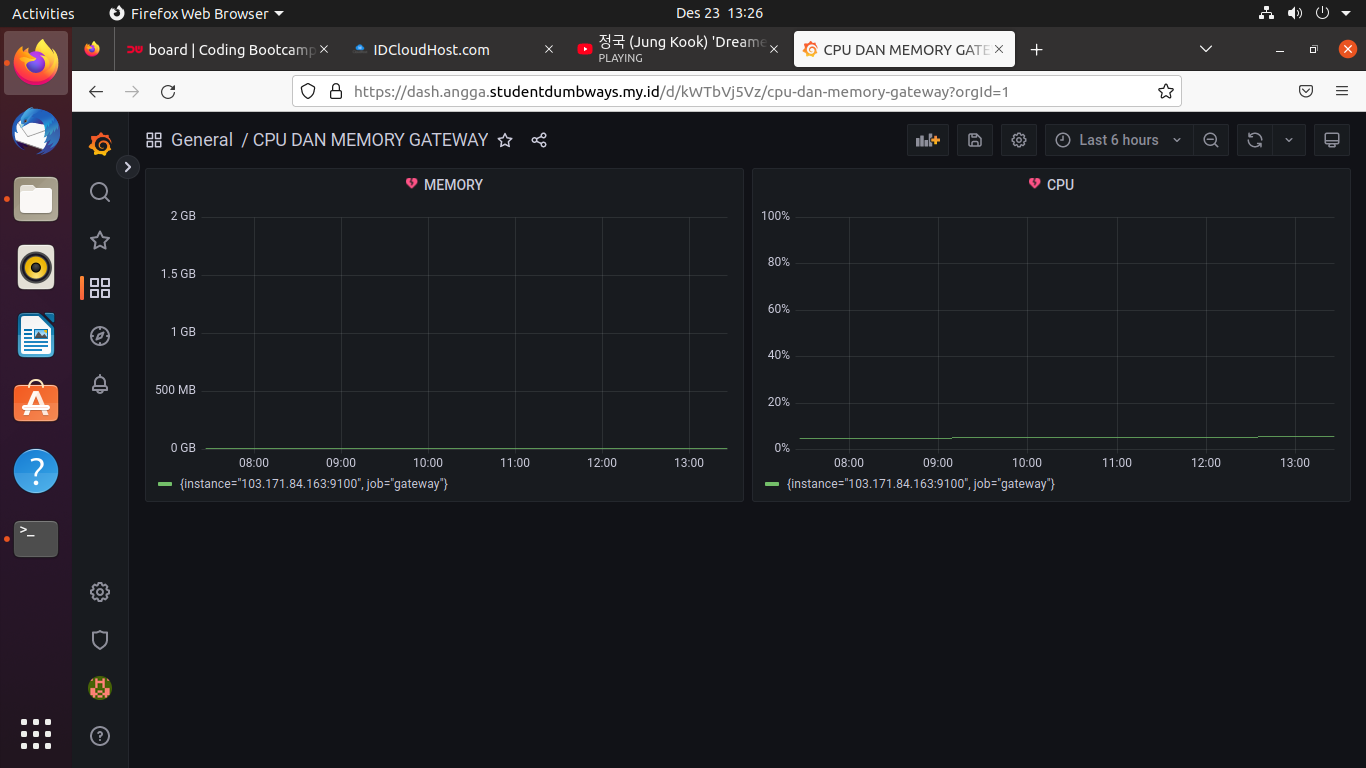 Activities
Firefox Web Browser
Des 23 13:26
board | Coding Bootcamp
IDCloudHost.com
정국 (Jung Kook) 'Dreame
PLAYING
CPU DAN MEMORY GATE
https://dash.angga.studentdumbways.my.id/d/kWTbVj5Vz/cpu-dan-memory-gateway?orgId=1
General / CPU DAN MEMORY GATEWAY
Last 6 hours
MEMORY
2 GB
1.5 GB
1 GB
500 MB
0 GB
08:00 09:00 10:00 11:00 12:00 13:00
{instance="103.171.84.163:9100", job="gateway"}
CPU
100%
80%
60%
40%
20%
0%
08:00 09:00 10:00 11:00 12:00 13:00
{instance="103.171.84.163:9100", job="gateway"}